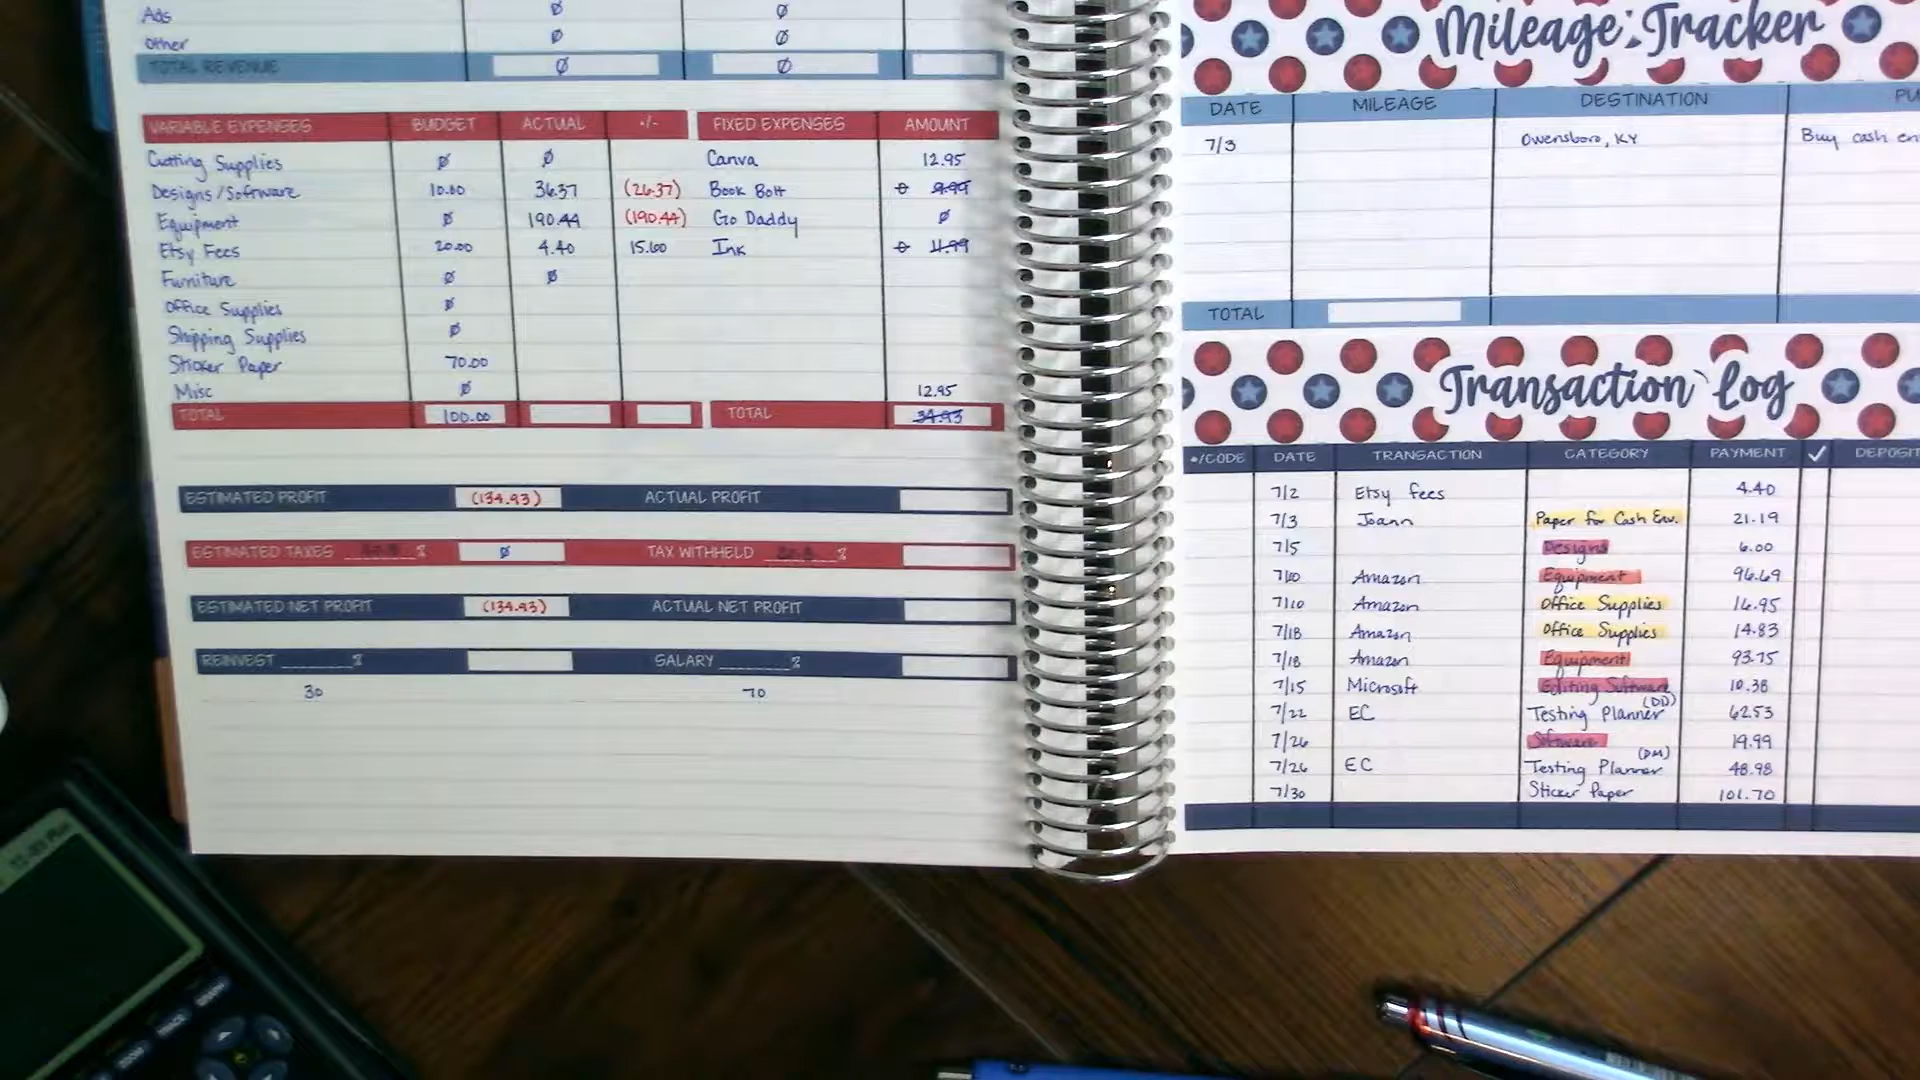 Ads Ø Ø
Other Ø Ø
TOTAL REVENUE Ø Ø
VARIABLE EXPENSES BUDGET ACTUAL +/- FIXED EXPENSES AMOUNT
Cutting Supplies Ø Ø Canva 12.95
Designs/Software 10.00 36.37 (26.37) Book Bolt 9.99
Equipment Ø 190.44 (190.44) Go Daddy Ø
Etsy Fees 20.00 4.40 15.60 Ink 11.99
Furniture Ø Ø
Office Supplies Ø
Shipping Supplies Ø
Sticker Paper 70.00
Misc Ø 12.95
TOTAL 100.00 TOTAL 34.93
ESTIMATED PROFIT (134.93) ACTUAL PROFIT
ESTIMATED TAXES % Ø TAX WITHHELD %
ESTIMATED NET PROFIT (134.93) ACTUAL NET PROFIT
REINVEST % SALARY %
30 70
Mileage Tracker
DATE MILEAGE DESTINATION
7/3 Owensboro, KY Buy cash
TOTAL
Transaction Log
+/CODE DATE TRANSACTION CATEGORY PAYMENT ✓ DEPOSIT
7/2 Etsy fees 4.40
7/3 Joann Paper for Cash Env. 21.19
7/5 Designs 6.00
Amazon Equipment 96.69
7/10 Amazon Office Supplies 16.95
7/18 Amazon Office Supplies 14.83
7/18 Amazon Equipment 93.75
7/15 Microsoft Editing Software 10.38
7/22 EC Testing Planner (DD) 62.53
7/26 Software 19.99
7/26 EC Testing Planner (DM) 48.98
7/30 Sticker Paper 101.70